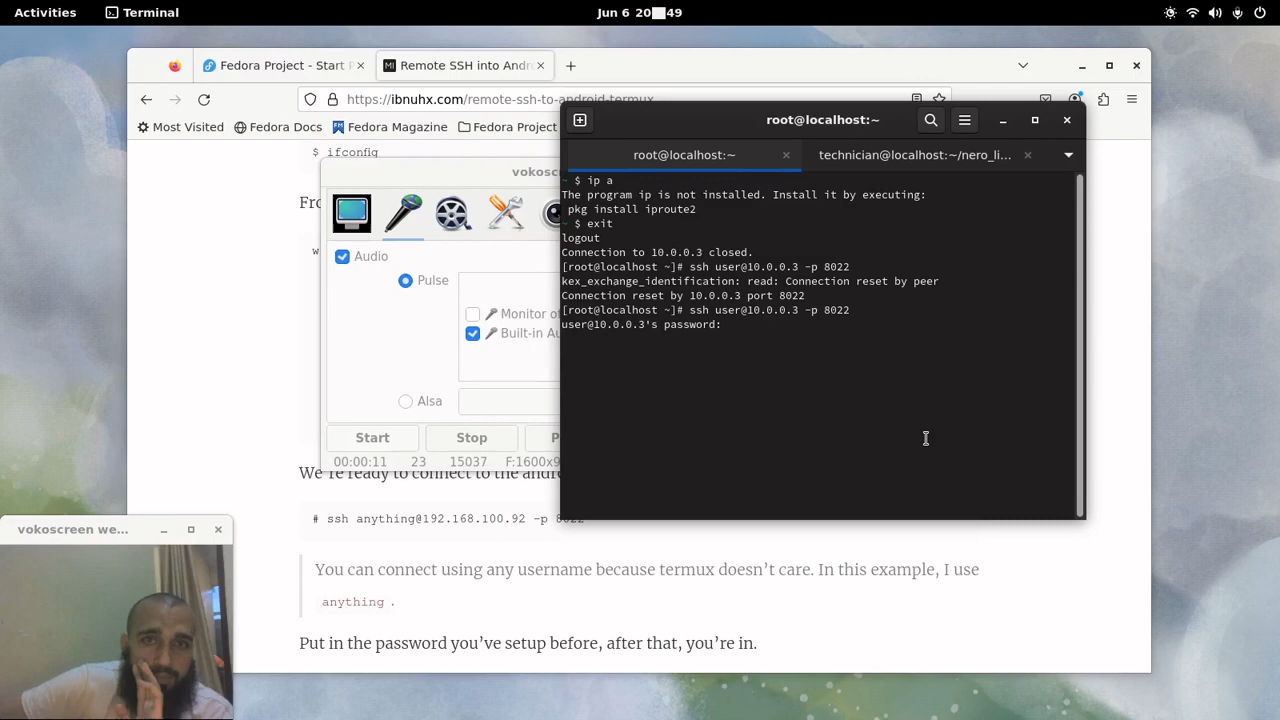 Activities
Terminal
Jun 6 20 49
Fedora Project - Start P
Remote SSH into Andr
https://ibnuhx.com/remote-ssh-to-android-termux
Most Visited
Fedora Docs
Fedora Magazine
Fedora Project
$ ifconfig
Fro
w
We're ready to connect to the andro
# ssh anything@192.168.100.92 -p 8022
You can connect using any username because termux doesn't care. In this example, I use
anything .
Put in the password you've setup before, after that, you're in.
vokoscre
Audio
Pulse
Monitor of
Built-in Au
Alsa
Start
Stop
P
00:00:11
23
15037
F:1600x9
root@localhost:~
root@localhost:~
technician@localhost:~/nero_li...
~ $ ip a
The program ip is not installed. Install it by executing:
pkg install iproute2
~ $ exit
logout
Connection to 10.0.0.3 closed.
[root@localhost ~]# ssh user@10.0.0.3 -p 8022
kex_exchange_identification: read: Connection reset by peer
Connection reset by 10.0.0.3 port 8022
[root@localhost ~]# ssh user@10.0.0.3 -p 8022
user@10.0.0.3's password:
vokoscreen we...